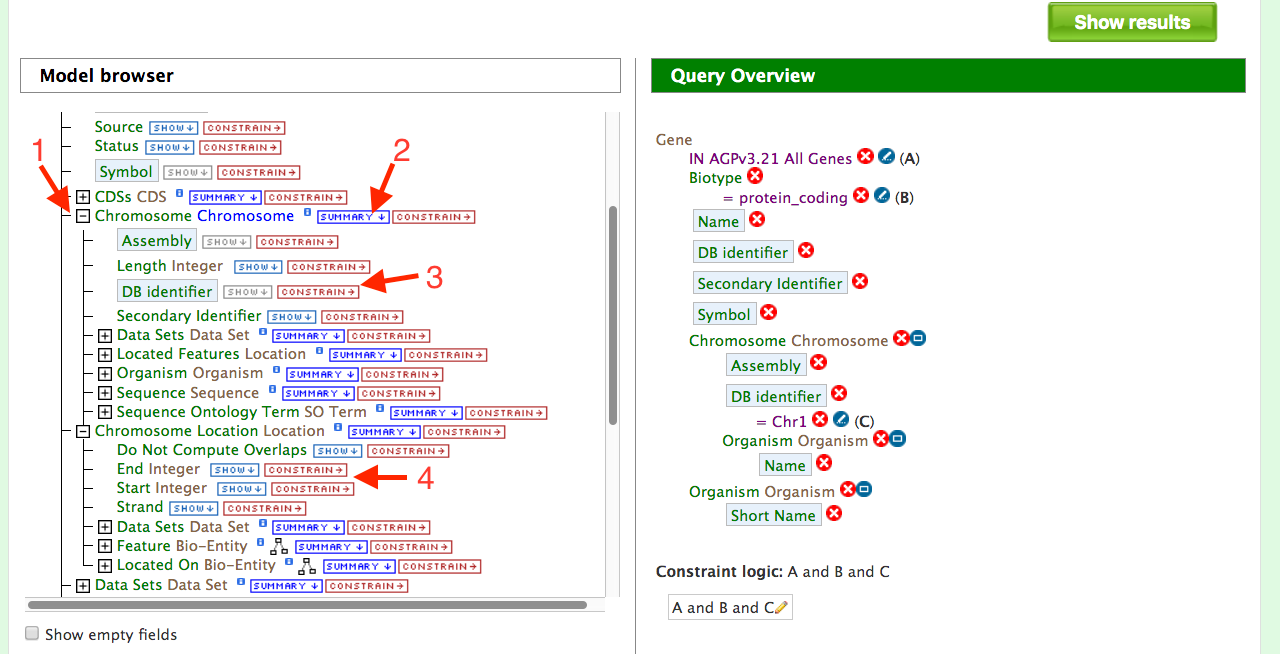 Show results
Model browser
Query Overview
Source SHOW↓ CONSTRAIN→
Status SHOW↓ CONSTRAIN→
Symbol SHOW↓ CONSTRAIN→
1
2
CDSs CDS i SUMMARY ↓ CONSTRAIN→
Chromosome Chromosome i SUMMARY ↓ CONSTRAIN→
Assembly SHOW↓ CONSTRAIN→
Length Integer SHOW↓ CONSTRAIN→
3
DB identifier SHOW↓ CONSTRAIN→
Secondary Identifier SHOW↓ CONSTRAIN→
Data Sets Data Set i SUMMARY ↓ CONSTRAIN→
Located Features Location i SUMMARY ↓ CONSTRAIN→
Organism Organism i SUMMARY ↓ CONSTRAIN→
Sequence Sequence i SUMMARY ↓ CONSTRAIN→
Sequence Ontology Term SO Term i SUMMARY ↓ CONSTRAIN→
Chromosome Location Location i SUMMARY ↓ CONSTRAIN→
Do Not Compute Overlaps SHOW↓ CONSTRAIN→
End Integer SHOW↓ CONSTRAIN→
4
Start Integer SHOW↓ CONSTRAIN→
Strand SHOW↓ CONSTRAIN→
Data Sets Data Set i SUMMARY ↓ CONSTRAIN→
Feature Bio-Entity i SUMMARY ↓ CONSTRAIN→
Located On Bio-Entity i SUMMARY ↓ CONSTRAIN→
Data Sets Data Set i SUMMARY ↓ CONSTRAIN→
Show empty fields
Gene
IN AGPv3.21 All Genes (A)
Biotype
= protein_coding (B)
Name
DB identifier
Secondary Identifier
Symbol
Chromosome Chromosome
Assembly
DB identifier
= Chr1 (C)
Organism Organism
Name
Organism Organism
Short Name
Constraint logic: A and B and C
A and B and C